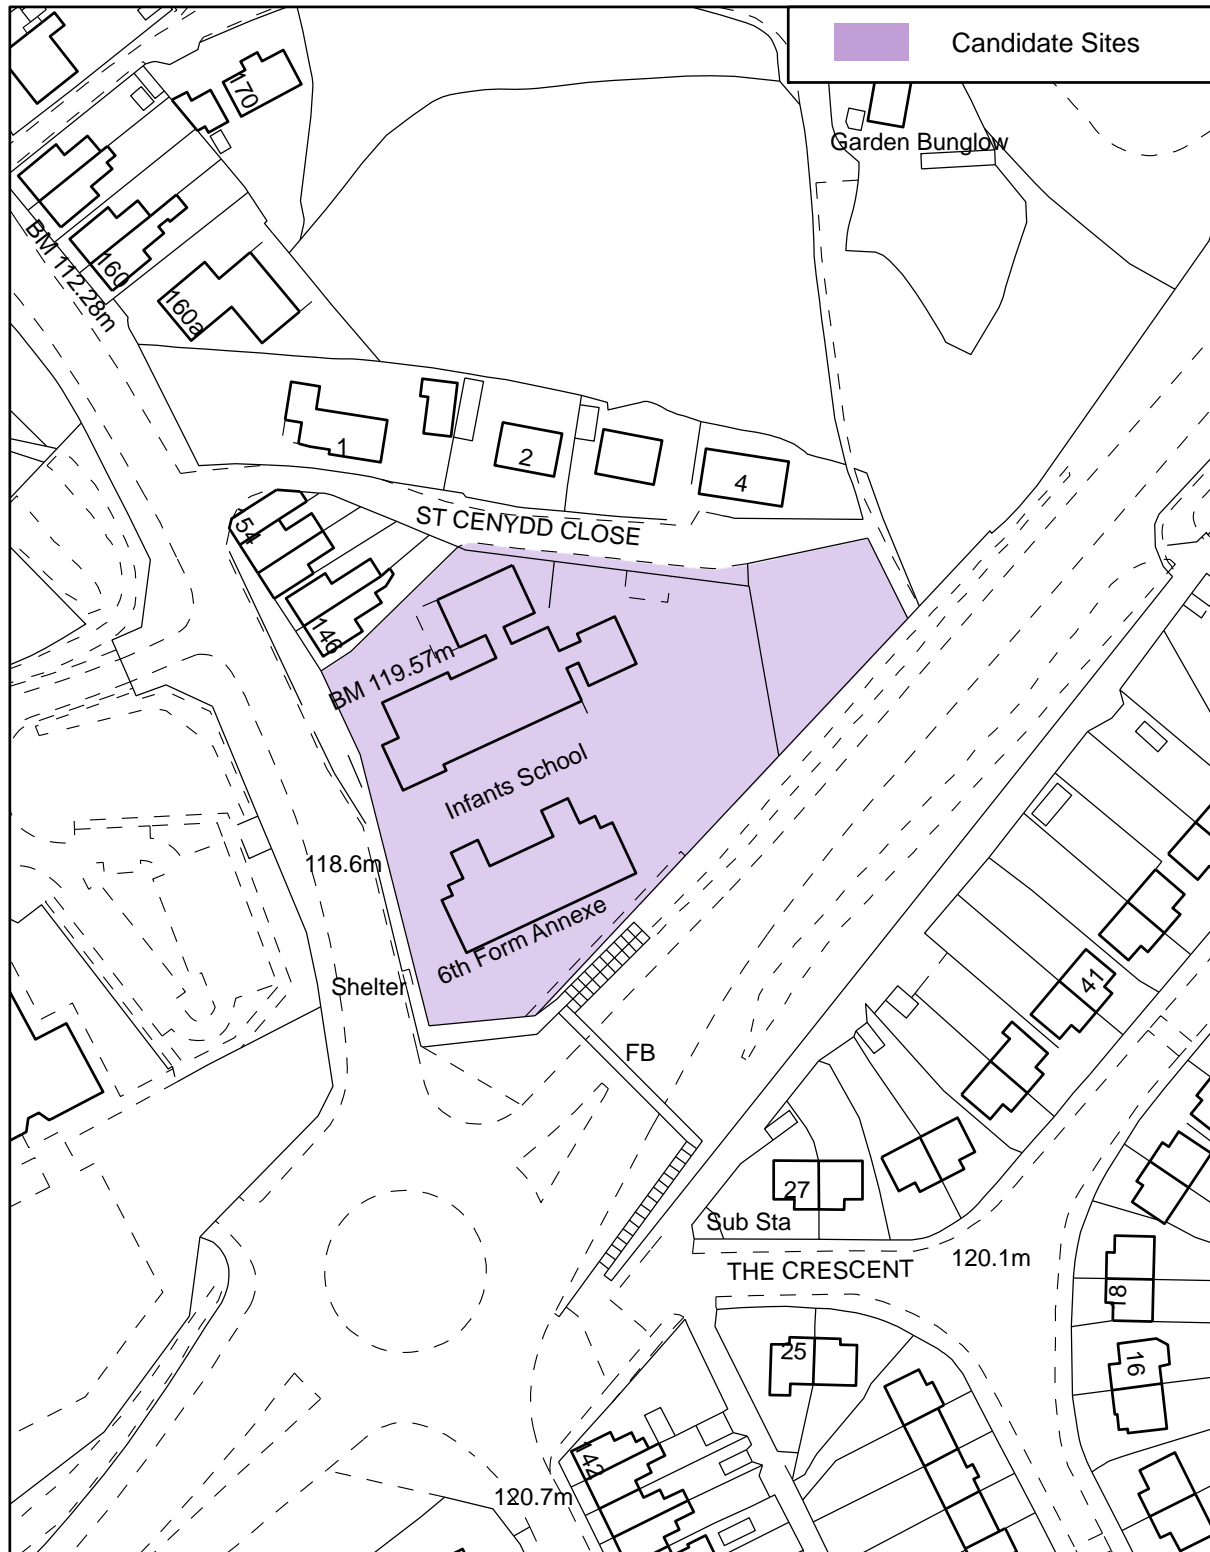 Candidate Sites
170
Garden Bunglow
BM 112.28m
160
160a
1
2
4
ST CENYDD CLOSE
54
146
BM 119.57m
Infants School
118.6m
6th Form Annexe
Shelter
FB
41
27
Sub Sta
THE CRESCENT
120.1m
18
25
16
142
120.7m